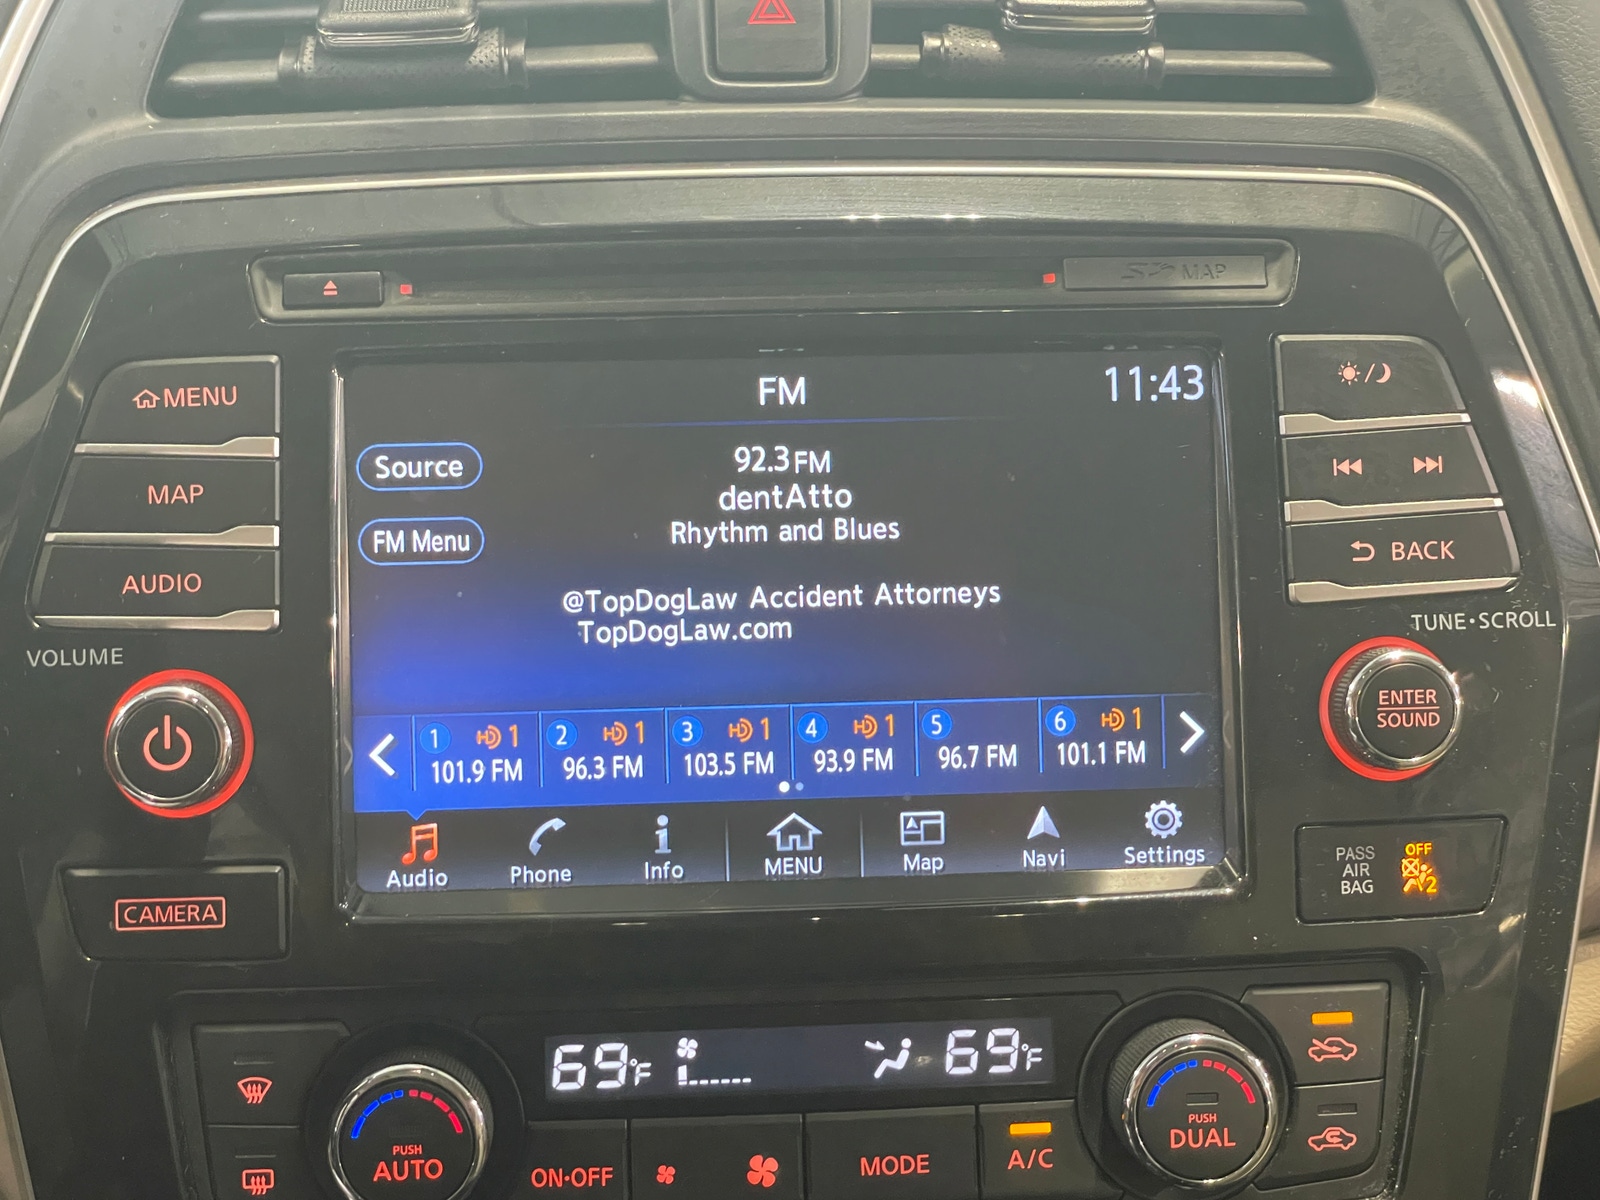 SD MAP
MENU
MAP
AUDIO
VOLUME
CAMERA
FM
11:43
Source
FM Menu
92.3 FM
dentAtto
Rhythm and Blues
@TopDogLaw Accident Attorneys
TopDogLaw.com
1 HD 1
101.9 FM
2 HD 1
96.3 FM
3 HD 1
103.5 FM
4 HD 1
93.9 FM
5
96.7 FM
6 HD 1
101.1 FM
Audio
Phone
Info
MENU
Map
Navi
Settings
BACK
TUNE·SCROLL
ENTER
SOUND
PASS
AIR
BAG
OFF
2
69°F
69°F
PUSH
AUTO
ON·OFF
MODE
A/C
PUSH
DUAL